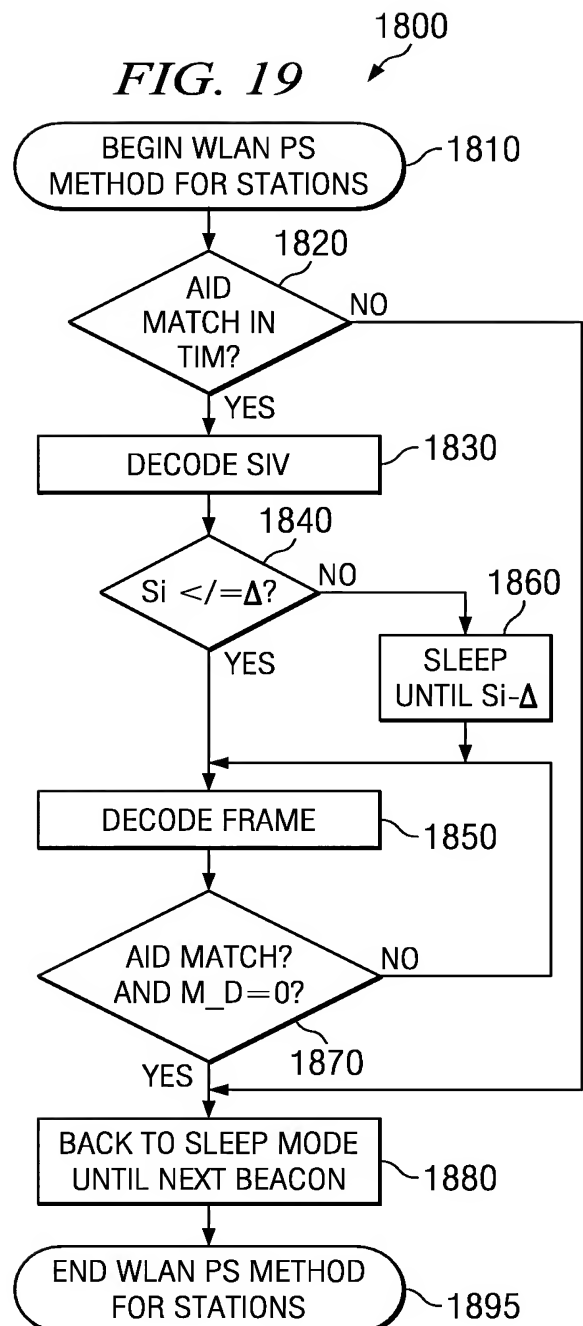 1800
FIG. 19
BEGIN WLAN PS
METHOD FOR STATIONS
1810
1820
AID
MATCH IN
TIM?
NO
YES
DECODE SIV
1830
1840
Si </=Δ?
NO
YES
1860
SLEEP
UNTIL Si-Δ
DECODE FRAME
1850
AID MATCH?
AND M_D=0?
NO
1870
YES
BACK TO SLEEP MODE
UNTIL NEXT BEACON
1880
END WLAN PS METHOD
FOR STATIONS
1895